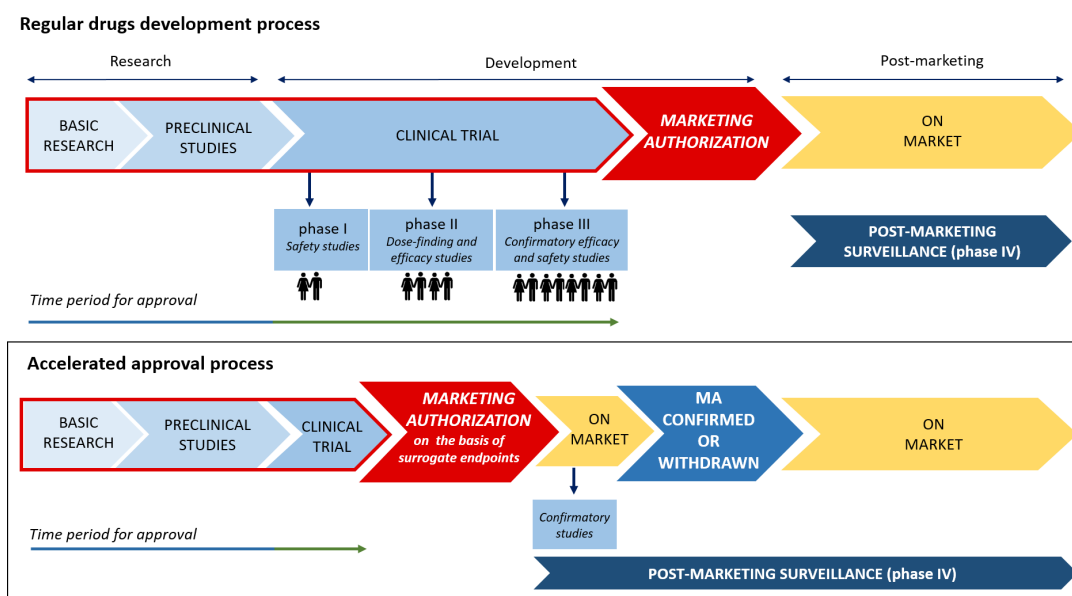 Regular drugs development process
Research
Development
Post-marketing
BASIC
RESEARCH
PRECLINICAL
STUDIES
CLINICAL TRIAL
MARKETING
AUTHORIZATION
ON
MARKET
phase I
Safety studies
phase II
Dose-finding and
efficacy studies
phase III
Confirmatory efficacy
and safety studies
POST-MARKETING
SURVEILLANCE (phase IV)
Time period for approval
Accelerated approval process
BASIC
RESEARCH
PRECLINICAL
STUDIES
CLINICAL
TRIAL
MARKETING
AUTHORIZATION
on the basis of
surrogate endpoints
ON
MARKET
MA
CONFIRMED
OR
WITHDRAWN
ON
MARKET
Confirmatory
studies
Time period for approval
POST-MARKETING SURVEILLANCE (phase IV)